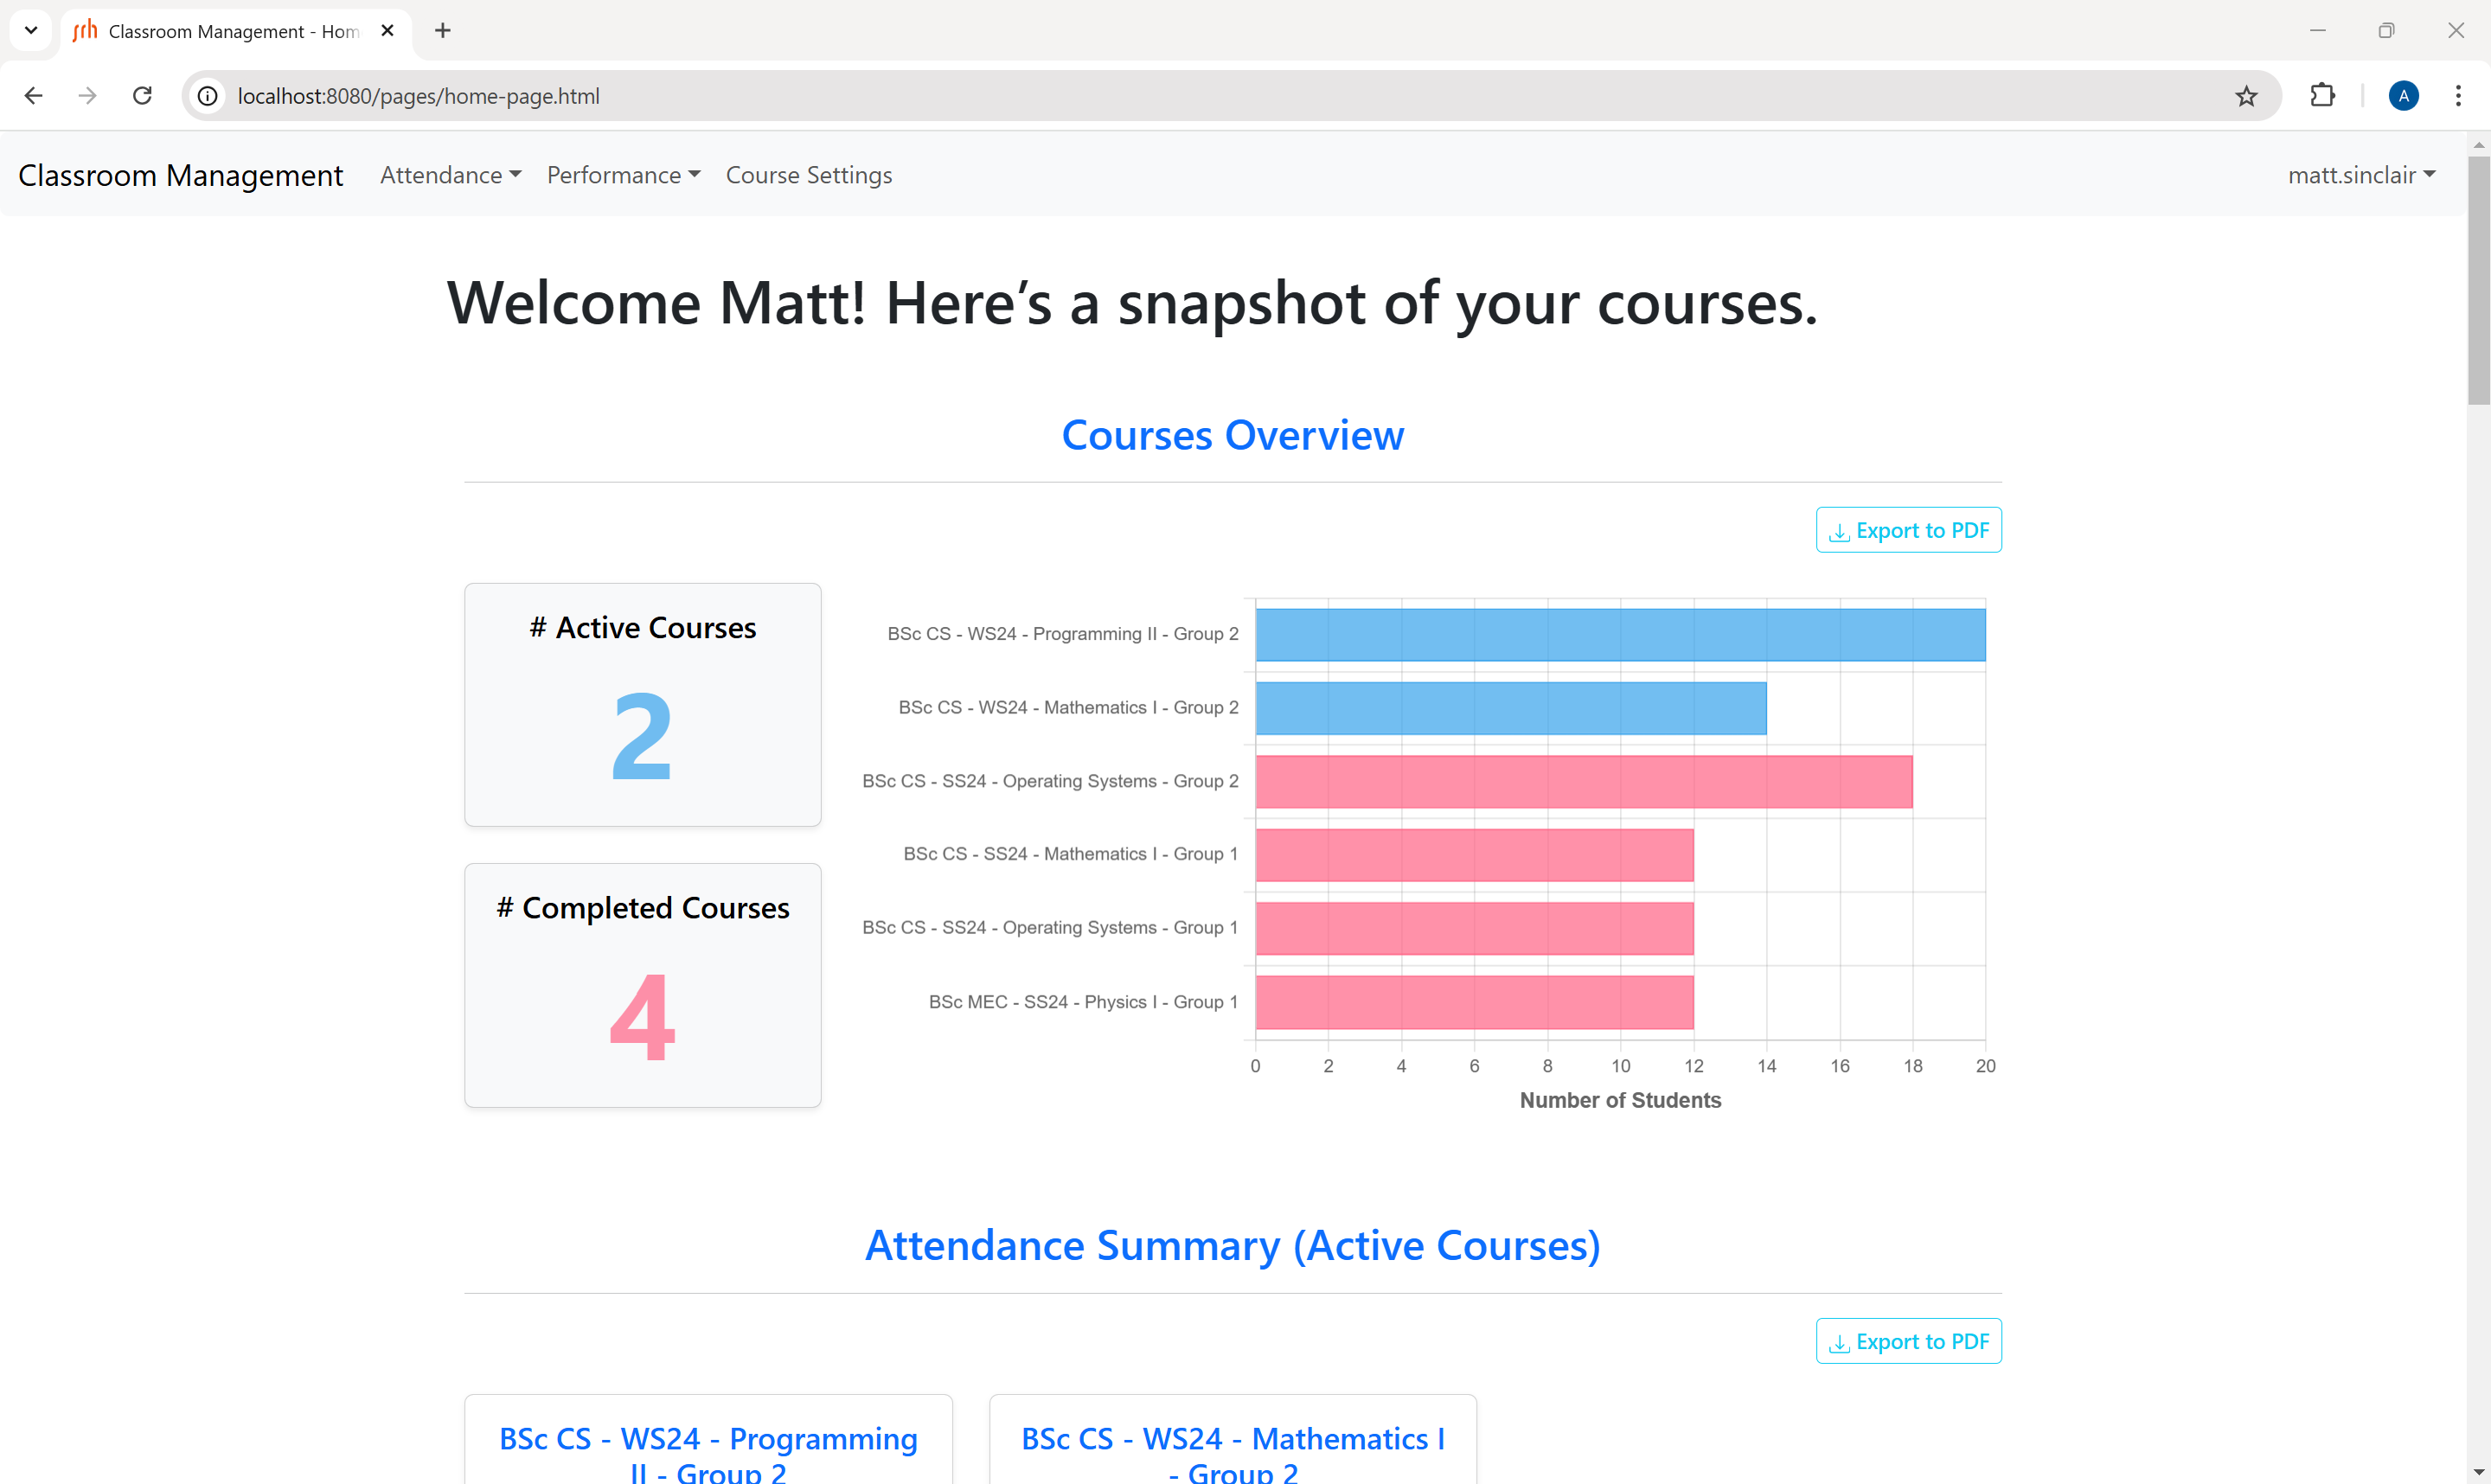 srh Classroom Management - Hom
localhost:8080/pages/home-page.html
A
Classroom Management Attendance Performance Course Settings matt.sinclair
Welcome Matt! Here’s a snapshot of your courses.
Courses Overview
Export to PDF
# Active Courses
2
# Completed Courses
4
BSc CS - WS24 - Programming II - Group 2
BSc CS - WS24 - Mathematics I - Group 2
BSc CS - SS24 - Operating Systems - Group 2
BSc CS - SS24 - Mathematics I - Group 1
BSc CS - SS24 - Operating Systems - Group 1
BSc MEC - SS24 - Physics I - Group 1
0 2 4 6 8 10 12 14 16 18 20
Number of Students
Attendance Summary (Active Courses)
Export to PDF
BSc CS - WS24 - Programming
II - Group 2
BSc CS - WS24 - Mathematics I
- Group 2